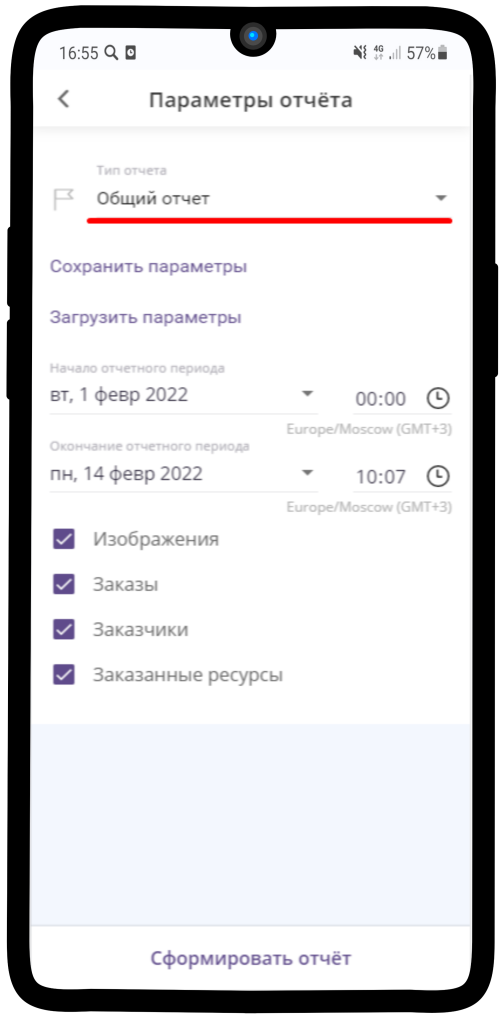 16:55
4G
57%
Параметры отчёта
Тип отчета
Общий отчет
Сохранить параметры
Загрузить параметры
Начало отчетного периода
вт, 1 февр 2022
00:00
Europe/Moscow (GMT+3)
Окончание отчетного периода
пн, 14 февр 2022
10:07
Europe/Moscow (GMT+3)
Изображения
Заказы
Заказчики
Заказанные ресурсы
Сформировать отчёт